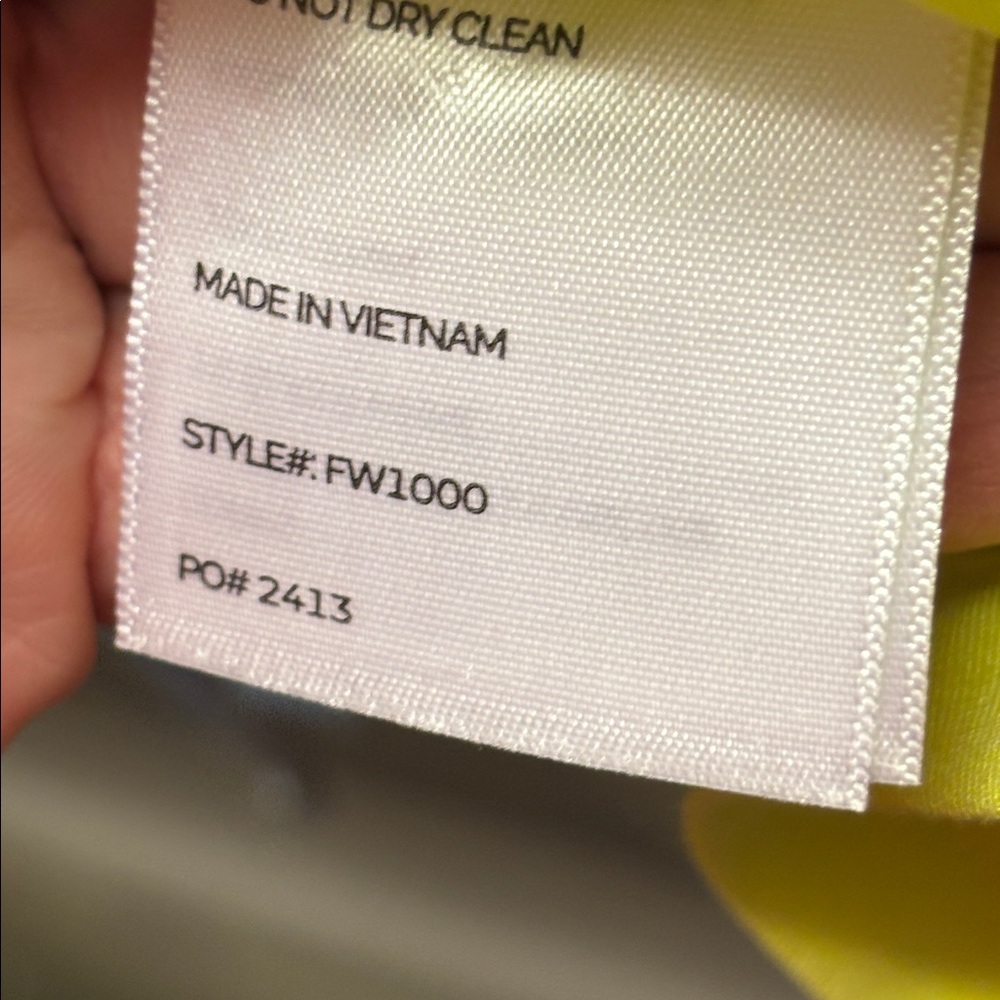 NOT DRY CLEAN
MADE IN VIETNAM
STYLE#: FW1000
PO# 2413